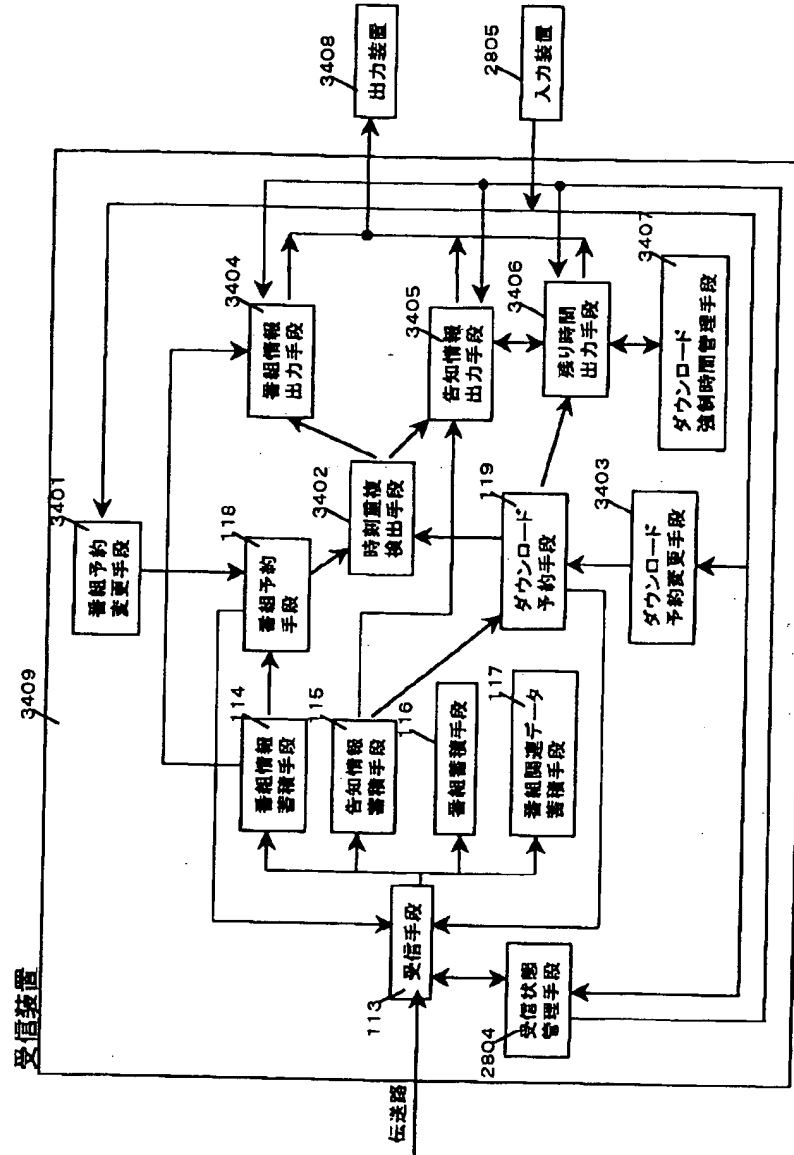 受信装置
3409
伝送路
113
受信手段
2804
受信状態
管理手段
114
番組情報
蓄積手段
115
告知情報
蓄積手段
116
番組蓄積手段
117
番組関連データ
蓄積手段
3401
番組予約
変更手段
118
番組予約
手段
3402
時刻重複
検出手段
119
ダウンロード
予約手段
3403
ダウンロード
予約変更手段
3404
番組情報
出力手段
3405
告知情報
出力手段
3406
残り時間
出力手段
3407
ダウンロード
強制時間管理手段
3408
出力装置
2805
入力装置